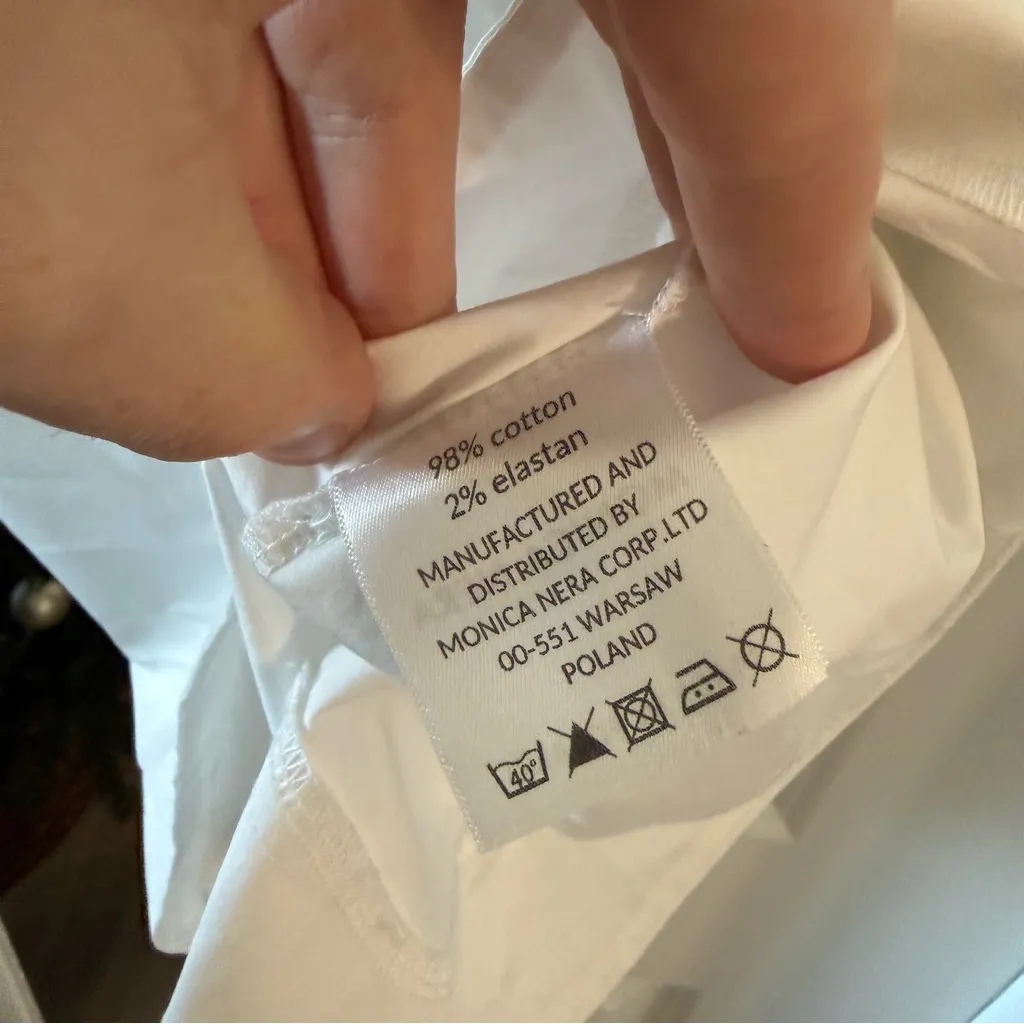 98% cotton
2% elastan
MANUFACTURED AND
DISTRIBUTED BY
MONICA NERA CORP.LTD
00-551 WARSAW
POLAND
40°